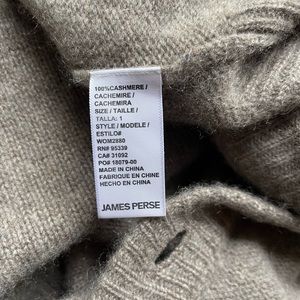 100%CASHMERE /
CACHEMIRE /
CACHEMIRA
SIZE / TAILLE /
TALLA: 1
STYLE / MODELE /
ESTILO#
WOM2880
RN# 95339
CA# 31092
PO# 18079-00
MADE IN CHINA
FABRIQUE EN CHINE
HECHO EN CHINA
JAMES PERSE